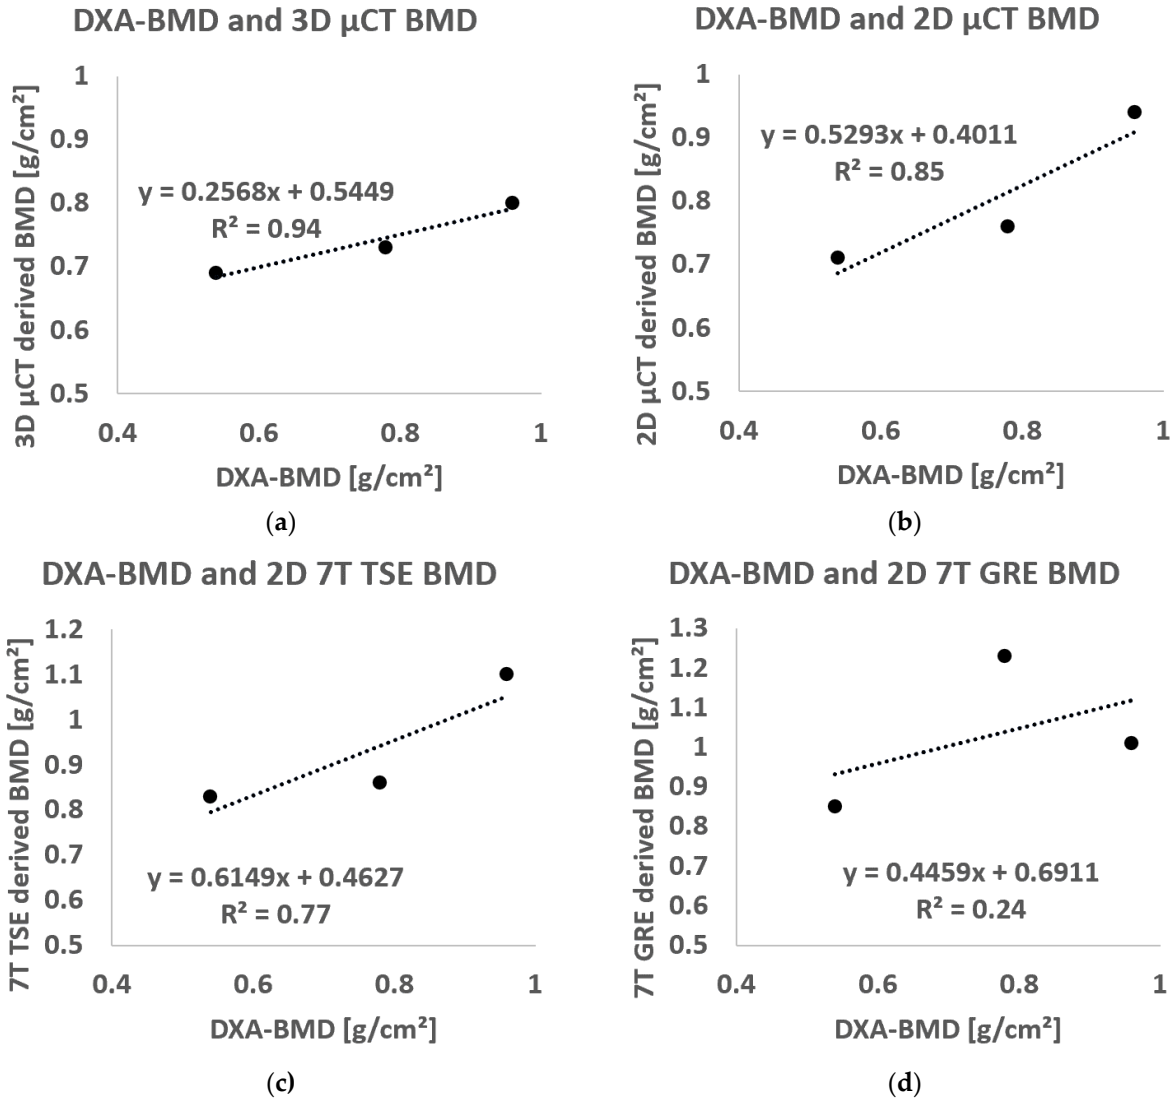 DXA-BMD and 3D µCT BMD
3D µCT derived BMD [g/cm²]
1
0.9
0.8
0.7
0.6
0.5
y = 0.2568x + 0.5449
R² = 0.94
0.4 0.6 0.8 1
DXA-BMD [g/cm²]
(a)
DXA-BMD and 2D µCT BMD
2D µCT derived BMD [g/cm²]
1
0.9
0.8
0.7
0.6
0.5
y = 0.5293x + 0.4011
R² = 0.85
0.4 0.6 0.8 1
DXA-BMD [g/cm²]
(b)
DXA-BMD and 2D 7T TSE BMD
7T TSE derived BMD [g/cm²]
1.2
1.1
1
0.9
0.8
0.7
0.6
0.5
y = 0.6149x + 0.4627
R² = 0.77
0.4 0.6 0.8 1
DXA-BMD [g/cm²]
(c)
DXA-BMD and 2D 7T GRE BMD
7T GRE derived BMD [g/cm²]
1.3
1.2
1.1
1
0.9
0.8
0.7
0.6
0.5
y = 0.4459x + 0.6911
R² = 0.24
0.4 0.6 0.8 1
DXA-BMD [g/cm²]
(d)